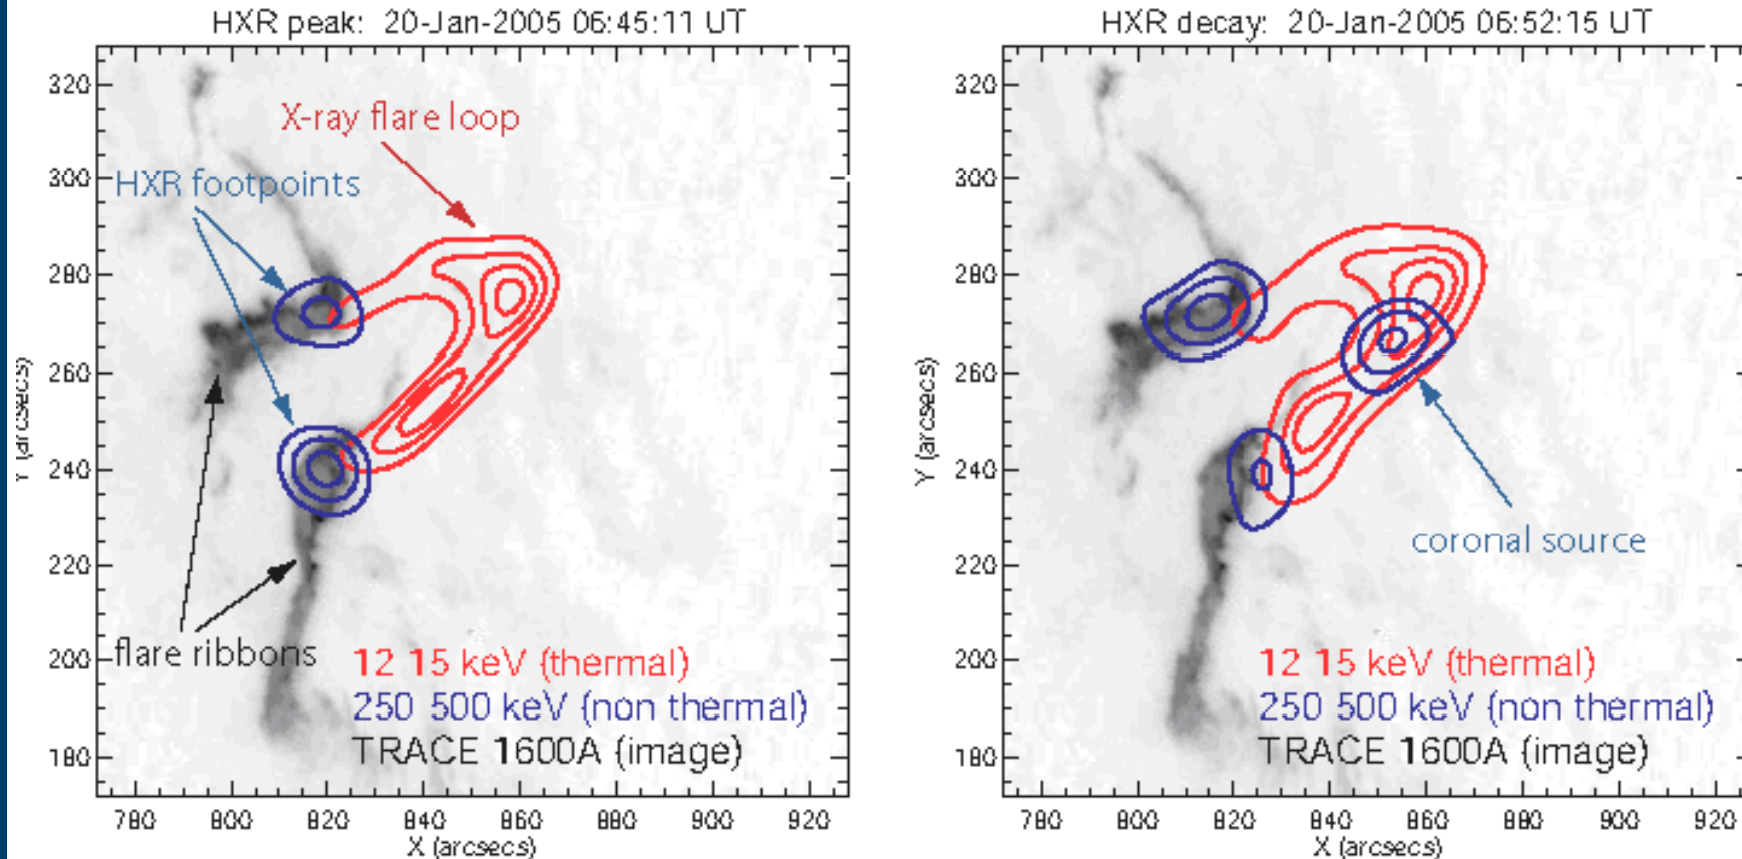 HXR peak: 20-Jan-2005 06:45:11 UT
320
300
280
260
240
220
200
180
Y (arcsecs)
X-ray flare loop
HXR footpoints
flare ribbons
12 15 keV (thermal)
250 500 keV (non thermal)
TRACE 1600A (image)
780 800 820 840 860 880 900 920
X (arcsecs)
HXR decay: 20-Jan-2005 06:52:15 UT
320
300
280
260
240
220
200
180
Y (arcsecs)
coronal source
12 15 keV (thermal)
250 500 keV (non thermal)
TRACE 1600A (image)
780 800 820 840 860 880 900 920
X (arcsecs)